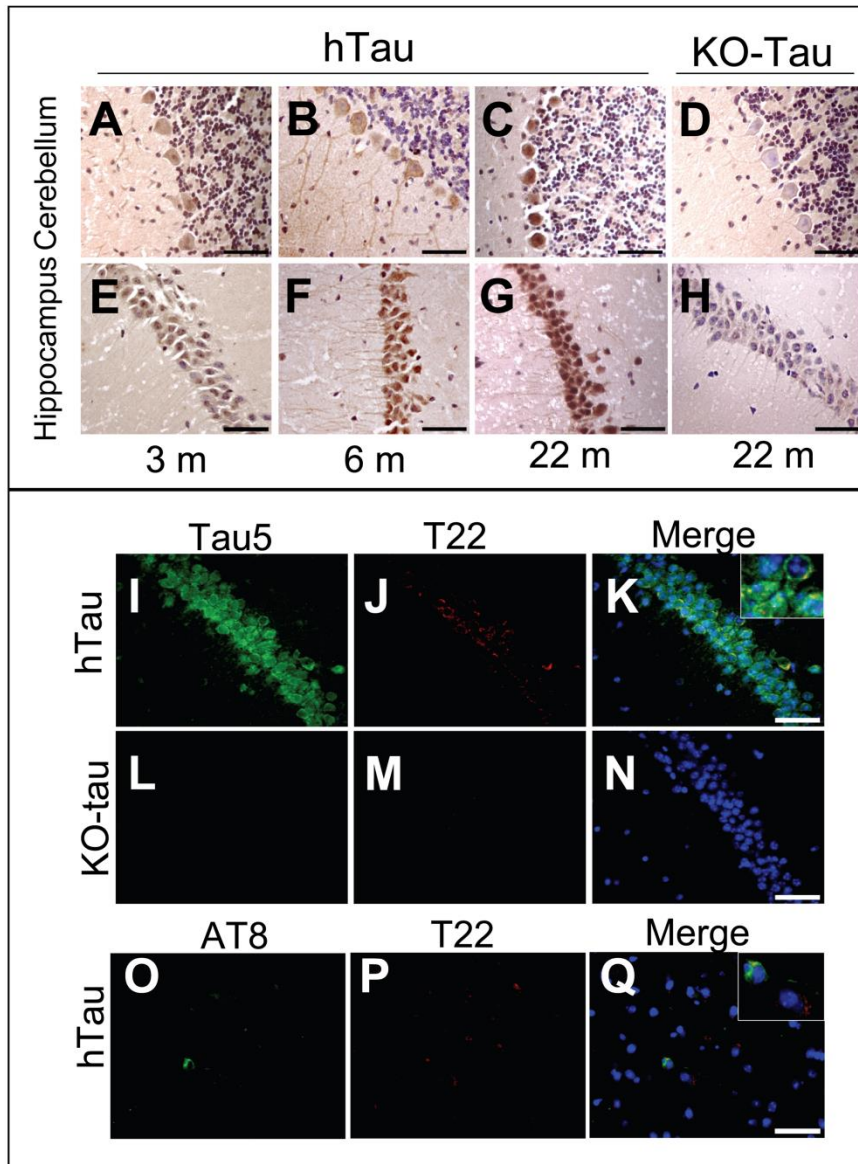 hTau KO-Tau
A B C D
Hippocampus Cerebellum
E F G H
3 m 6 m 22 m 22 m
Tau5 T22 Merge
hTau
I J K
KO-tau
L M N
AT8 T22 Merge
hTau
O P Q